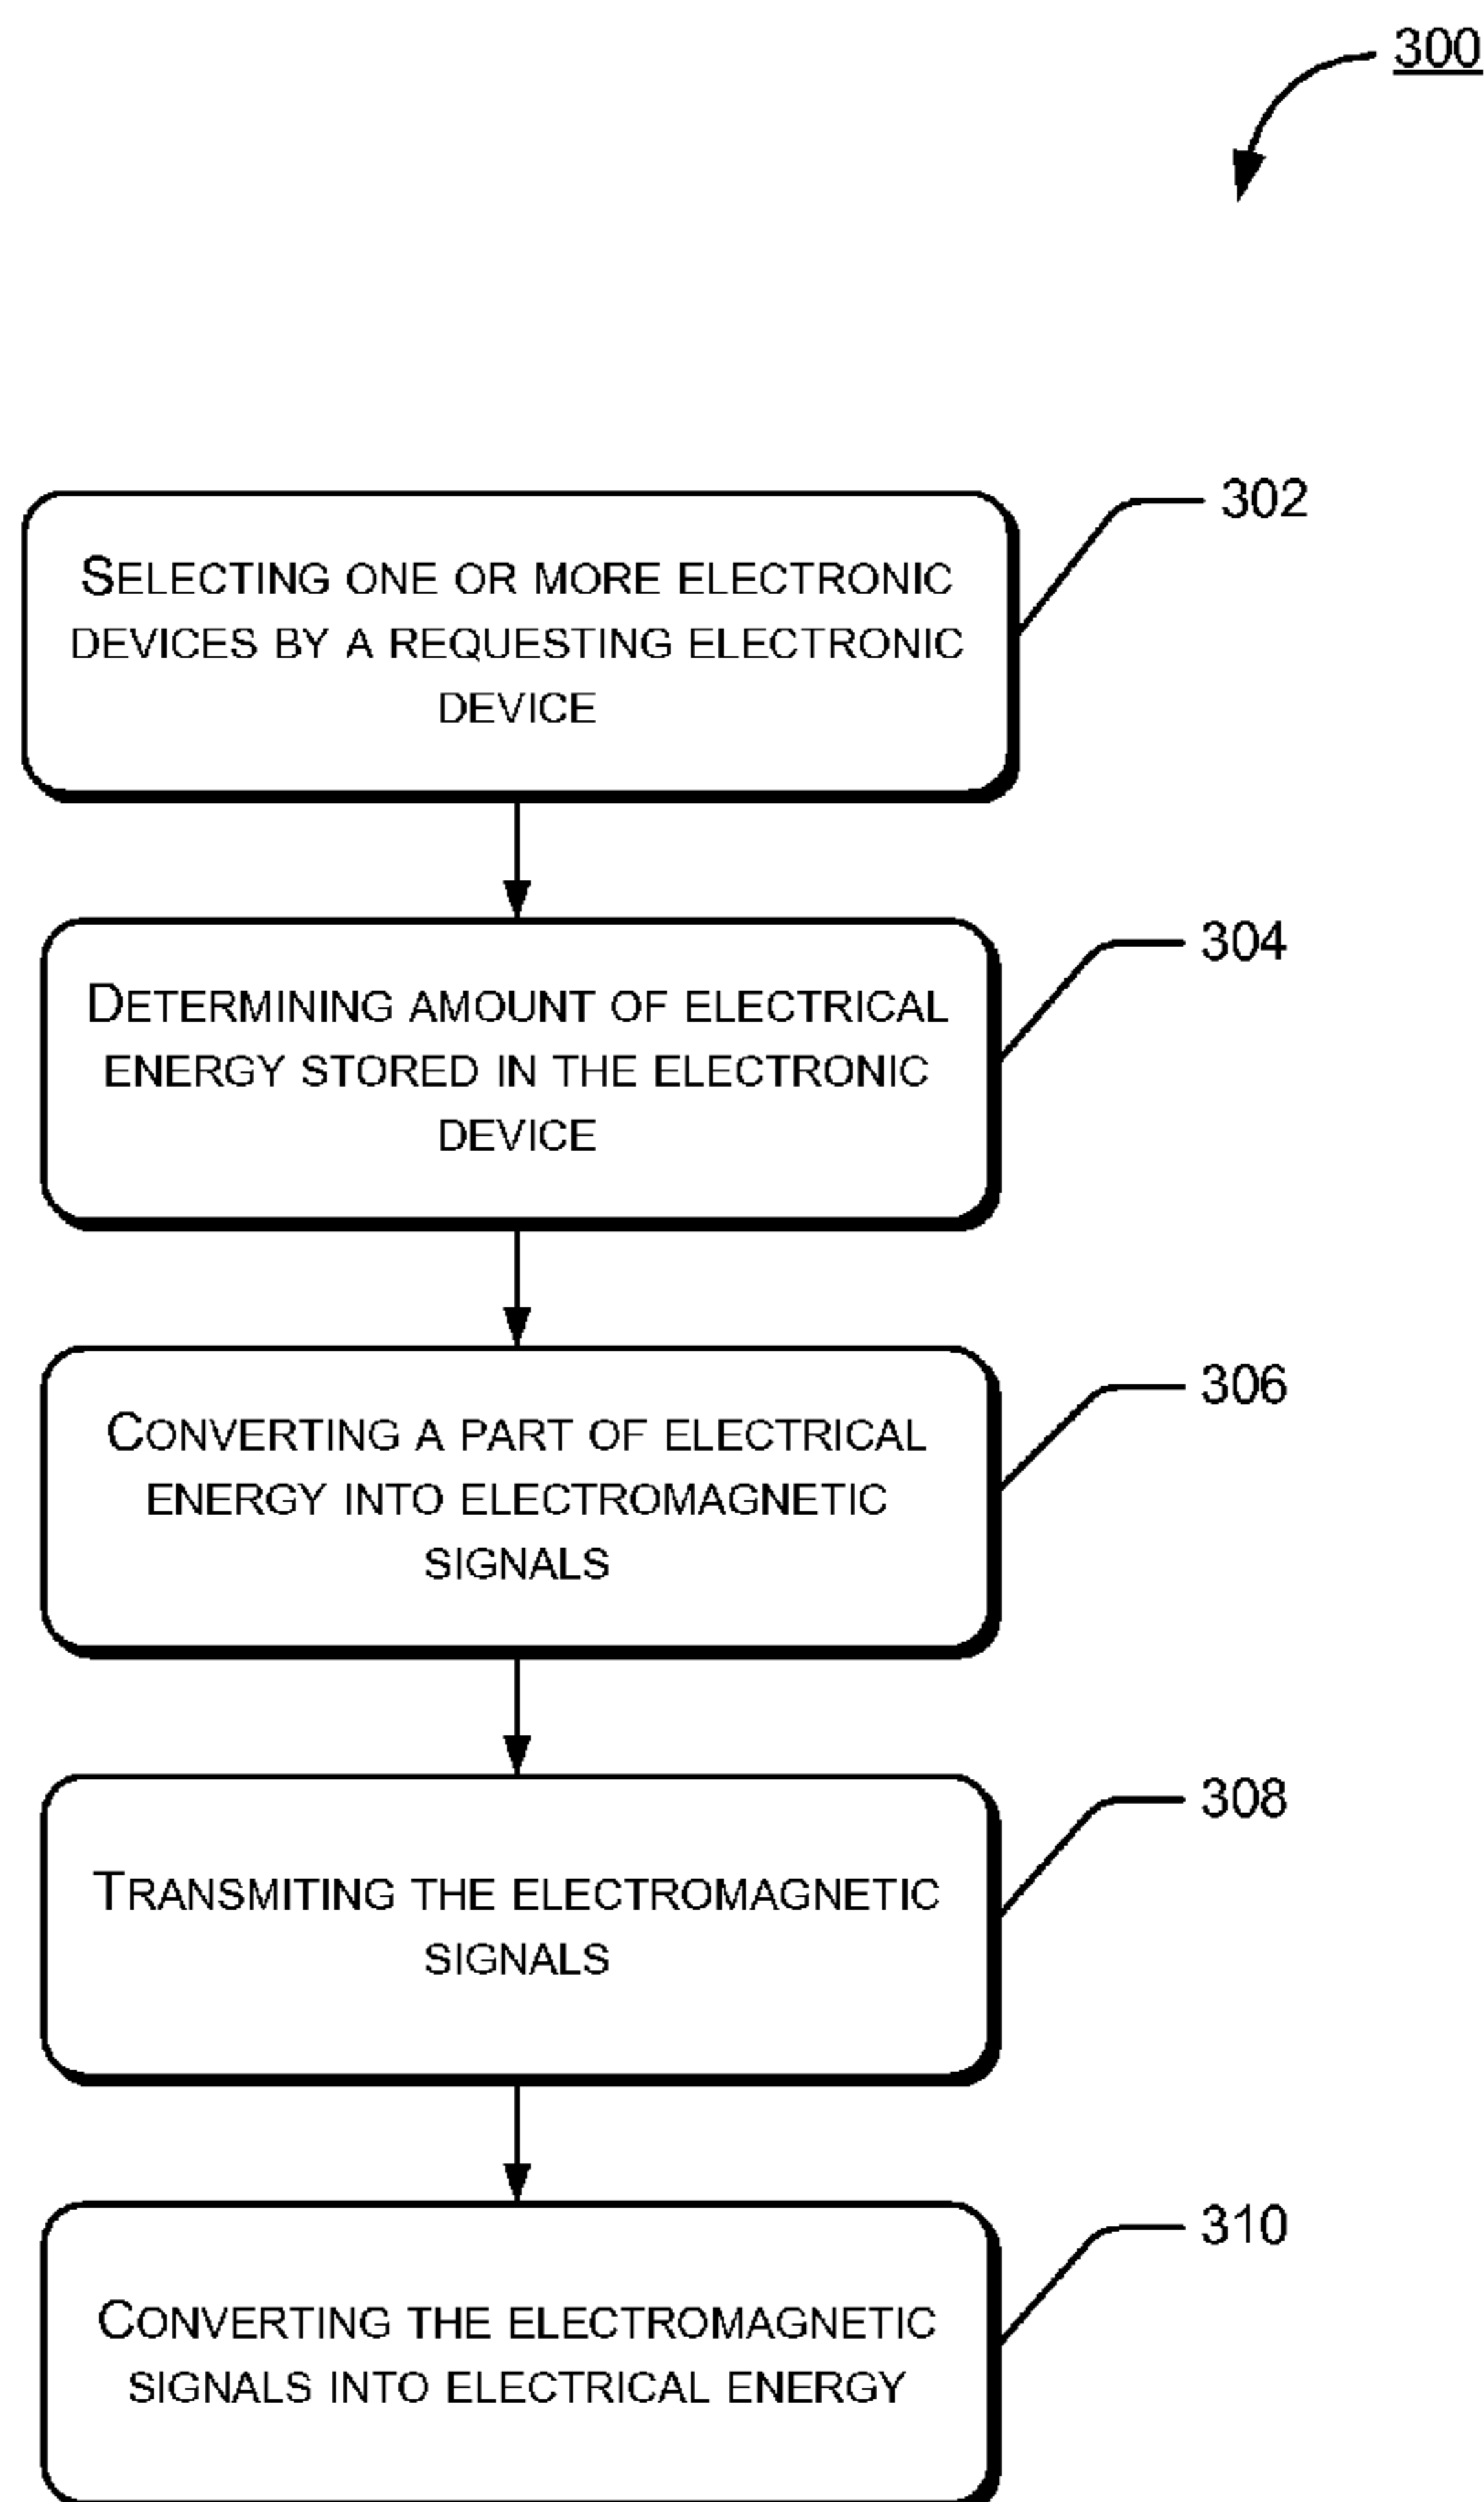 300
302
SELECTING ONE OR MORE ELECTRONIC
DEVICES BY A REQUESTING ELECTRONIC
DEVICE
304
DETERMINING AMOUNT OF ELECTRICAL
ENERGY STORED IN THE ELECTRONIC
DEVICE
306
CONVERTING A PART OF ELECTRICAL
ENERGY INTO ELECTROMAGNETIC
SIGNALS
308
TRANSMITING THE ELECTROMAGNETIC
SIGNALS
310
CONVERTING THE ELECTROMAGNETIC
SIGNALS INTO ELECTRICAL ENERGY